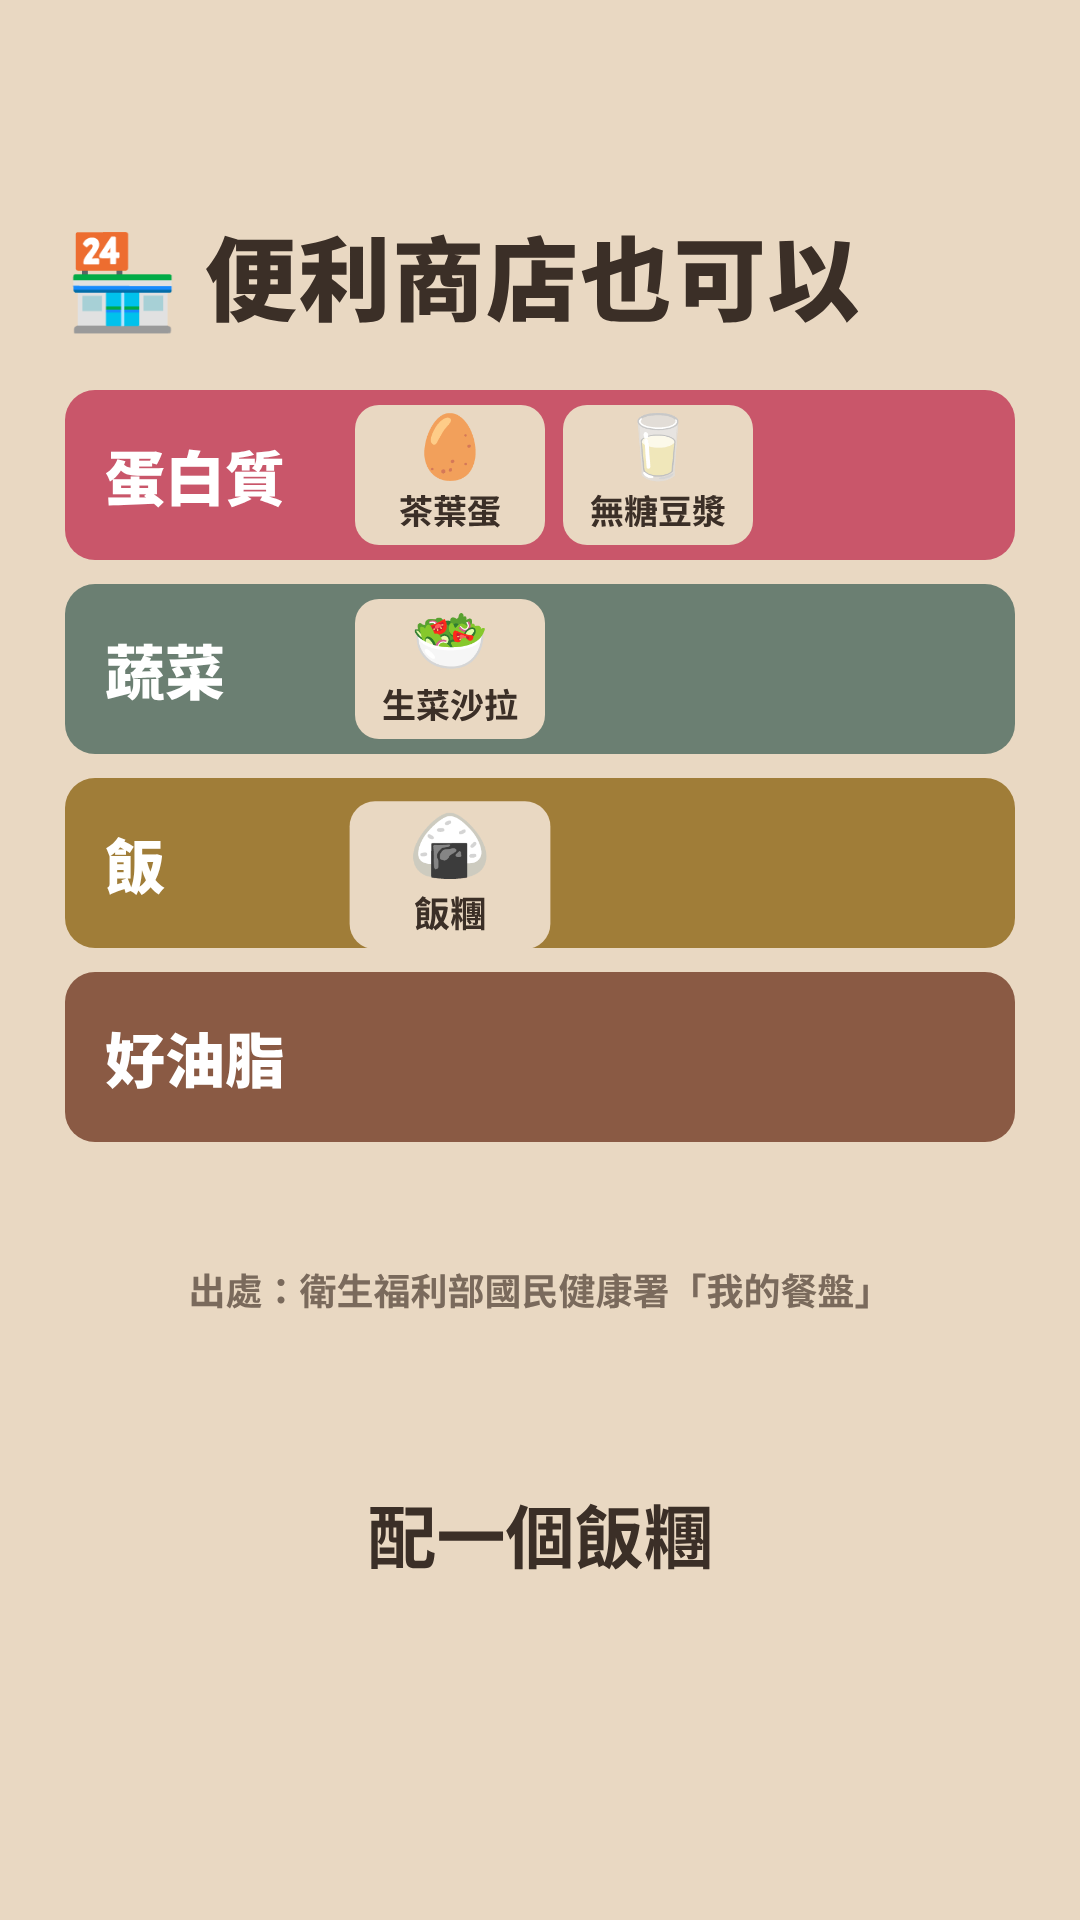 24
便利商店也可以
蛋白質
茶葉蛋
無糖豆漿
蔬菜
生菜沙拉
飯
飯糰
好油脂
出處：衛生福利部國民健康署「我的餐盤」
配一個飯糰